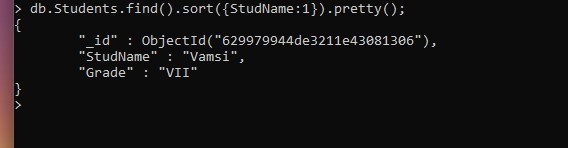 > db.Students.find().sort({StudName:1}).pretty();
{
        "_id" : ObjectId("629979944de3211e43081306"),
        "StudName" : "Vamsi",
        "Grade" : "VII"
}
>